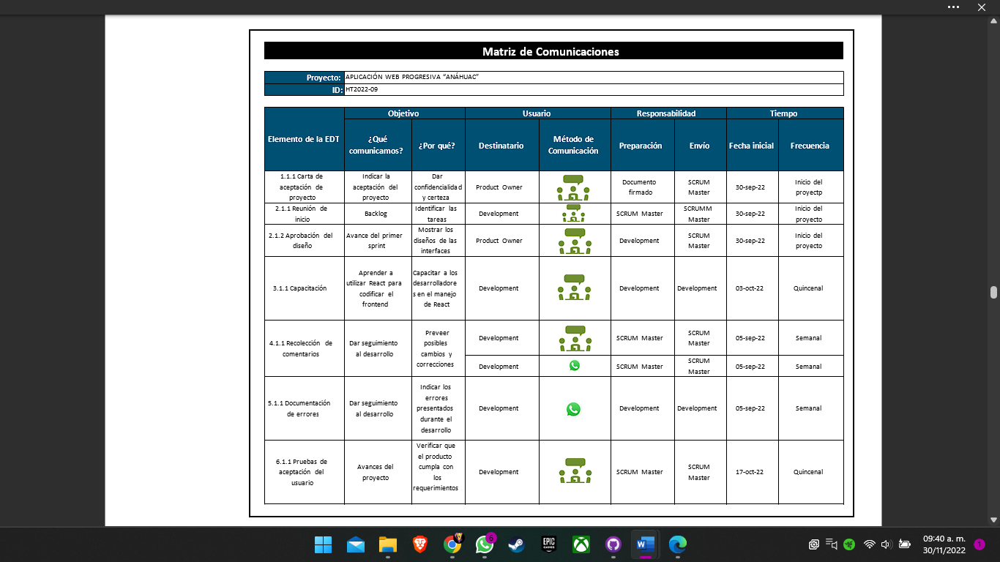 Matriz de Comunicaciones
Proyecto: APLICACIÓN WEB PROGRESIVA “ANÁHUAC”
ID: HT2022-09
Objetivo Usuario Responsabilidad Tiempo
Elemento de la EDT
¿Qué
comunicamos?
¿Por qué?
Destinatario
Método de
Comunicación
Preparación
Envío
Fecha inicial
Frecuencia
1.1.1 Carta de
aceptación de
proyecto
Indicar la
aceptación del
proyecto
Dar
confidencialidad
y certeza
Product Owner
Documento
firmado
SCRUM
Master
30-sep-22
Inicio del
proyectp
2.1.1 Reunión de
inicio
Backlog
Identificar las
tareas
Development
SCRUM Master
SCRUMM
Master
30-sep-22
Inicio del
proyecto
2.1.2 Aprobación del
diseño
Avance del primer
sprint
Mostrar los
diseños de las
interfaces
Product Owner
Development
SCRUM
Master
30-sep-22
Inicio del
proyecto
3.1.1 Capacitación
Aprender a
utilizar React para
codificar el
frontend
Capacitar a los
desarrolladore
s en el manejo
de React
Development
Development
Development
03-oct-22
Quincenal
4.1.1 Recolección de
comentarios
Dar seguimiento
al desarrollo
Preveer
posibles
cambios y
correcciones
Development
SCRUM Master
SCRUM
Master
05-sep-22
Semanal
Development
SCRUM Master
SCRUM
Master
05-sep-22
Semanal
5.1.1 Documentación
de errores
Dar seguimiento
al desarrollo
Indicar los
errores
presentados
durante el
desarrollo
Development
Development
Development
05-sep-22
Semanal
6.1.1 Pruebas de
aceptación del
usuario
Avances del
proyecto
Verificar que
el producto
cumpla con
los
requerimientos
Development
SCRUM Master
SCRUM
Master
17-oct-22
Quincenal
6
EPIC
GAMES
W
09:40 a. m.
30/11/2022
1